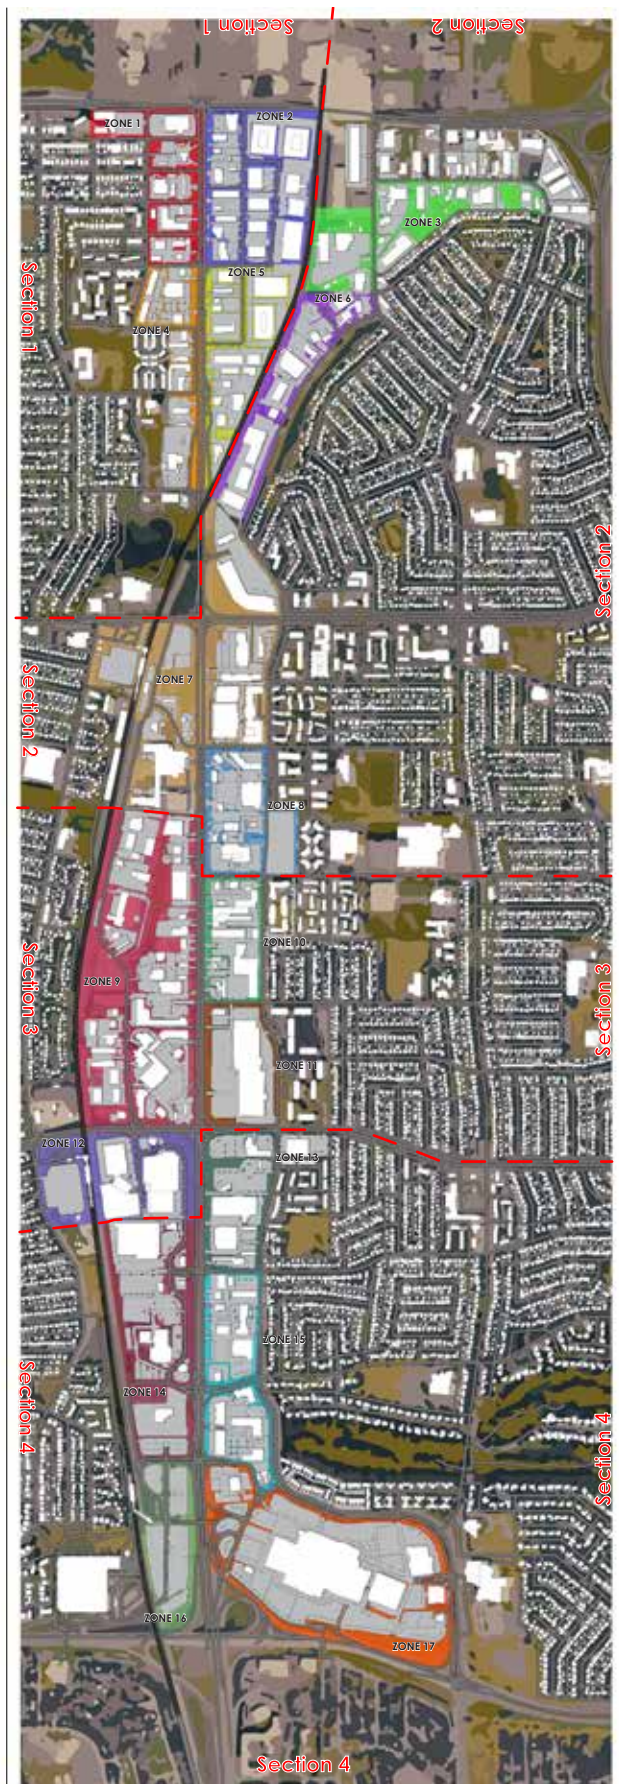 Section 1
Section 2
ZONE 1
ZONE 2
ZONE 3
ZONE 5
Section 1
ZONE 6
ZONE 4
Section 2
Section 2
ZONE 7
ZONE 8
Section 3
ZONE 10
Section 3
ZONE 9
ZONE 11
ZONE 12
ZONE 13
ZONE 15
Section 4
ZONE 14
Section 4
ZONE 16
ZONE 17
Section 4